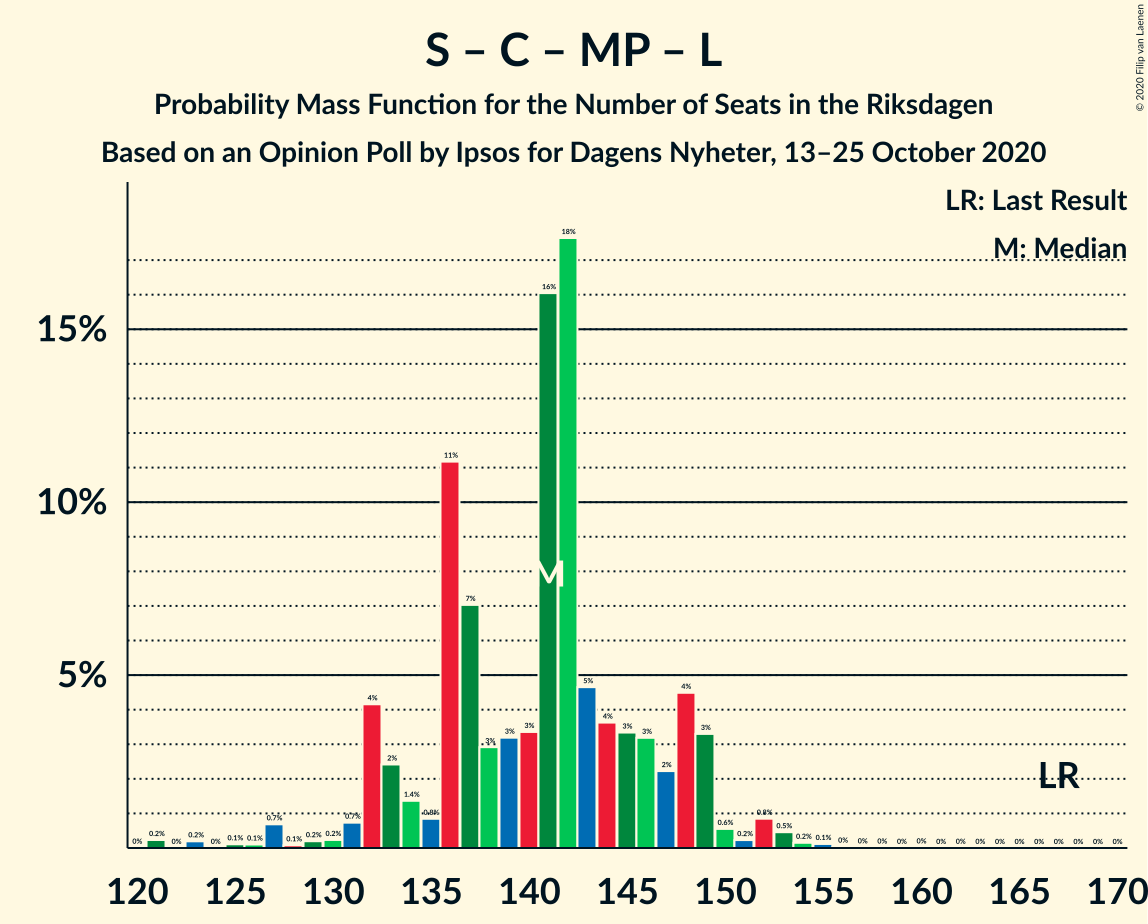 S – C – MP – L
Probability Mass Function for the Number of Seats in the Riksdagen
Based on an Opinion Poll by Ipsos for Dagens Nyheter, 13–25 October 2020
© 2020 Filip van Laenen
LR: Last Result
M: Median
15%
10%
5%
0% 0.2% 0% 0.2% 0% 0.1% 0.1% 0.7% 0.1% 0.2% 0.2% 0.7% 4% 2% 1.4% 0.8% 11% 7% 3% 3% 3% 16% 18% 5% 4% 3% 3% 2% 4% 3% 0.6% 0.2% 0.8% 0.5% 0.2% 0.1% 0% 0% 0% 0% 0% 0% 0% 0% 0% 0% 0% 0% 0% 0% 0%
M
LR
120 125 130 135 140 145 150 155 160 165 170